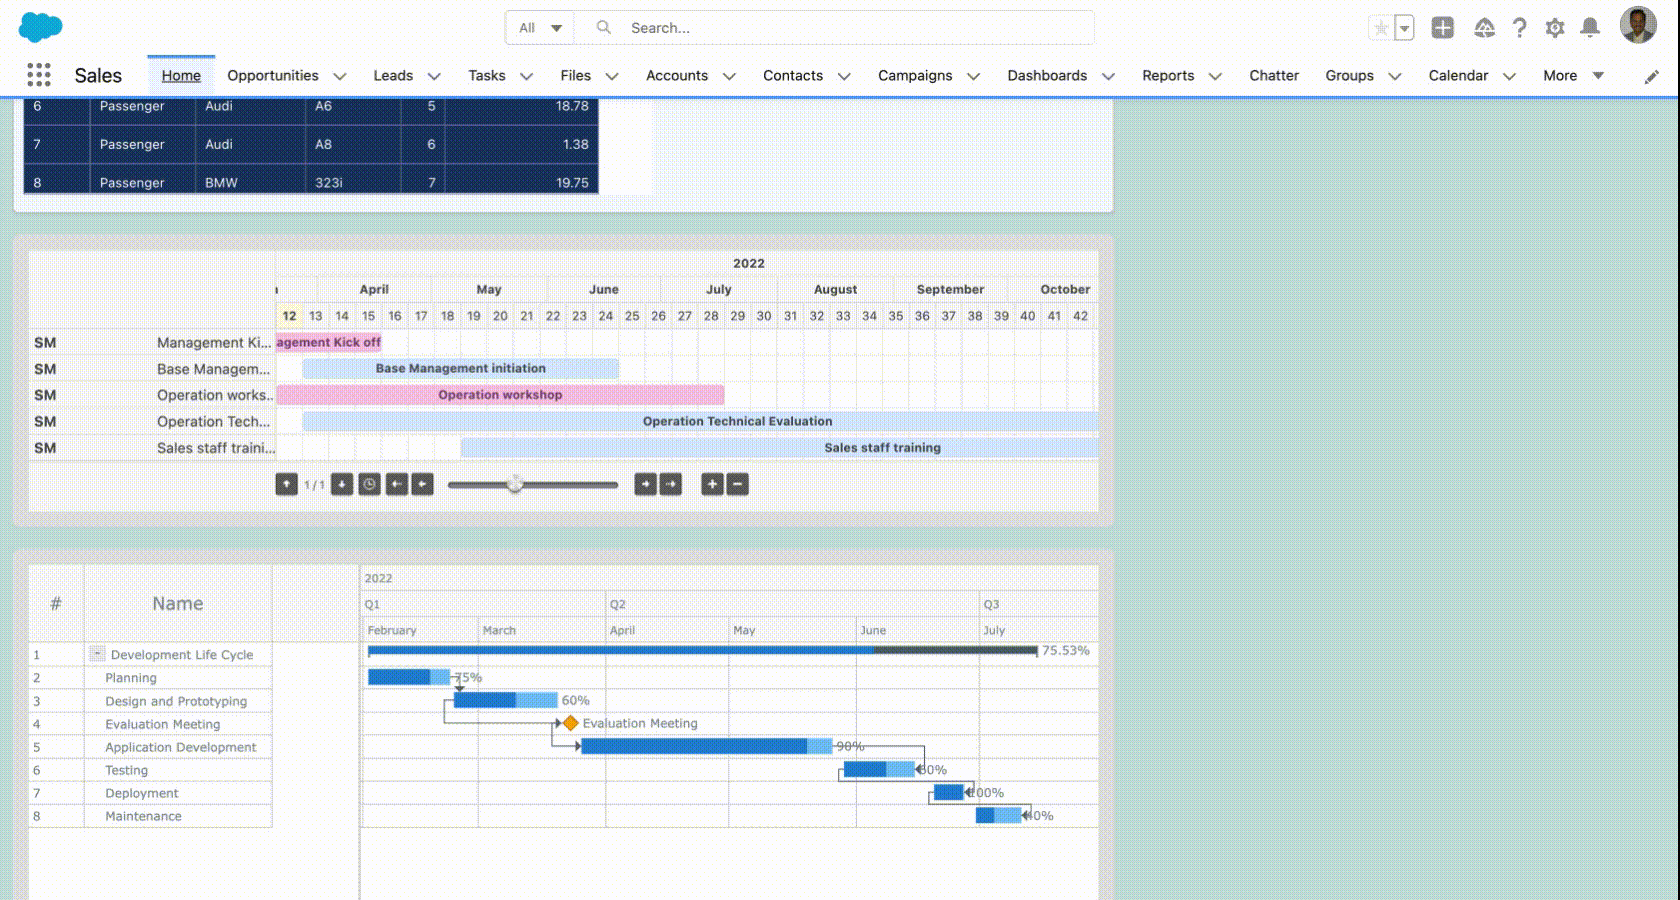 All Search...
Sales Home Opportunities Leads Tasks Files Accounts Contacts Campaigns Dashboards Reports Chatter Groups Calendar More
6 Passenger Audi A6 5 18.78
7 Passenger Audi A8 6 1.38
8 Passenger BMW 323i 7 19.75
2022
April May June July August September October
12 13 14 15 16 17 18 19 20 21 22 23 24 25 26 27 28 29 30 31 32 33 34 35 36 37 38 39 40 41 42
SM Management Ki... agement Kick off
SM Base Managem... Base Management initiation
SM Operation works.. Operation workshop
SM Operation Tech... Operation Technical Evaluation
SM Sales staff traini... Sales staff training
1 / 1
2022
# Name Q1 Q2 Q3
February March April May June July
1 Development Life Cycle 75.53%
2 Planning 75%
3 Design and Prototyping 60%
4 Evaluation Meeting Evaluation Meeting
5 Application Development 90%
6 Testing
7 Deployment
8 Maintenance